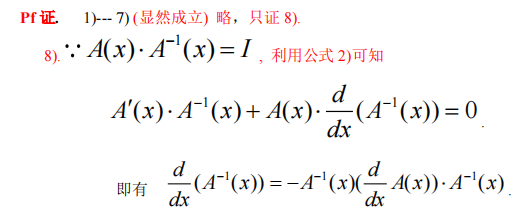 Pf 证. 1)--- 7) (显然成立) 略，只证 8).
8). ∵ A(x)·A⁻¹(x) = I , 利用公式 2)可知
A′(x)·A⁻¹(x) + A(x)·d/dx(A⁻¹(x)) = 0 .
即有 d/dx(A⁻¹(x)) = −A⁻¹(x)(d/dx A(x))·A⁻¹(x) .